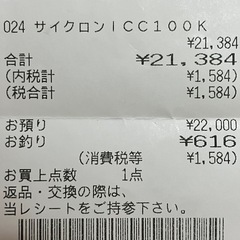 024 サイクロンICC100K
¥21,384
合計 ¥21,384
(内税計 ¥1,584)
(税合計 ¥1,584)
お預り ¥22,000
お釣り ¥616
(消費税等 ¥1,584)
お買上点数 1点
返品・交換の際は、
当レシートをご持参下さい。